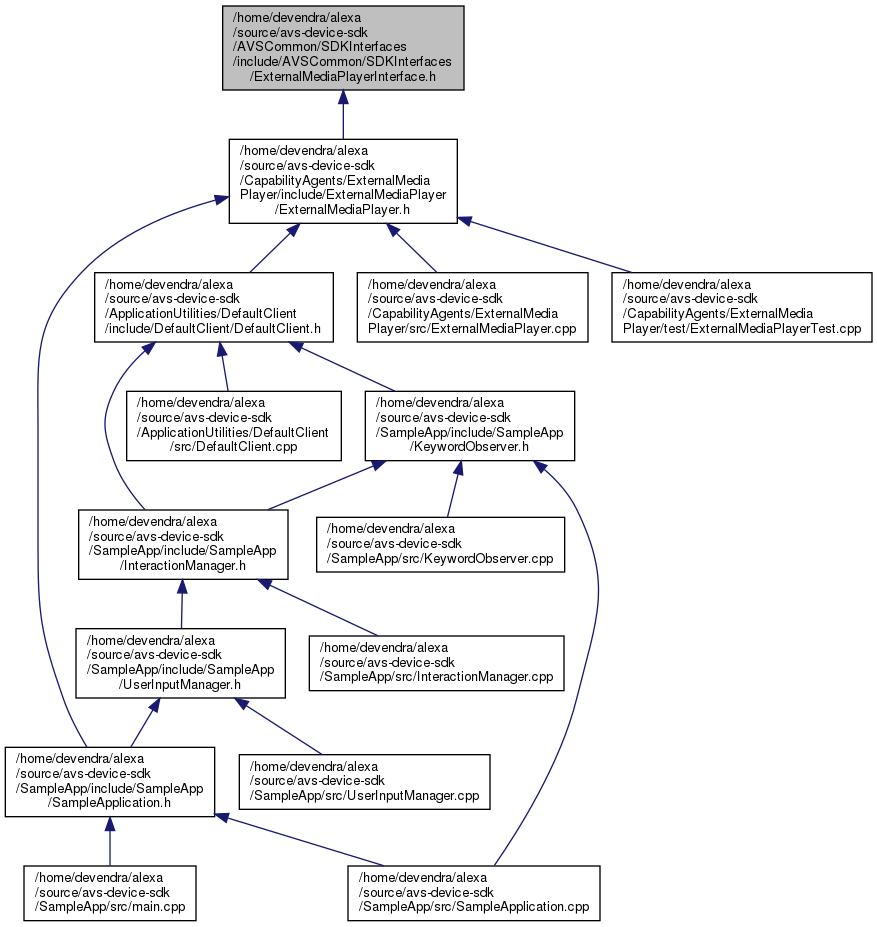 /home/devendra/alexa
/source/avs-device-sdk
/AVSCommon/SDKInterfaces
/include/AVSCommon/SDKInterfaces
/ExternalMediaPlayerInterface.h
/home/devendra/alexa
/source/avs-device-sdk
/CapabilityAgents/ExternalMedia
Player/include/ExternalMediaPlayer
/ExternalMediaPlayer.h
/home/devendra/alexa
/source/avs-device-sdk
/ApplicationUtilities/DefaultClient
/include/DefaultClient/DefaultClient.h
/home/devendra/alexa
/source/avs-device-sdk
/CapabilityAgents/ExternalMedia
Player/src/ExternalMediaPlayer.cpp
/home/devendra/alexa
/source/avs-device-sdk
/CapabilityAgents/ExternalMedia
Player/test/ExternalMediaPlayerTest.cpp
/home/devendra/alexa
/source/avs-device-sdk
/ApplicationUtilities/DefaultClient
/src/DefaultClient.cpp
/home/devendra/alexa
/source/avs-device-sdk
/SampleApp/include/SampleApp
/KeywordObserver.h
/home/devendra/alexa
/source/avs-device-sdk
/SampleApp/include/SampleApp
/InteractionManager.h
/home/devendra/alexa
/source/avs-device-sdk
/SampleApp/src/KeywordObserver.cpp
/home/devendra/alexa
/source/avs-device-sdk
/SampleApp/include/SampleApp
/UserInputManager.h
/home/devendra/alexa
/source/avs-device-sdk
/SampleApp/src/InteractionManager.cpp
/home/devendra/alexa
/source/avs-device-sdk
/SampleApp/include/SampleApp
/SampleApplication.h
/home/devendra/alexa
/source/avs-device-sdk
/SampleApp/src/UserInputManager.cpp
/home/devendra/alexa
/source/avs-device-sdk
/SampleApp/src/main.cpp
/home/devendra/alexa
/source/avs-device-sdk
/SampleApp/src/SampleApplication.cpp